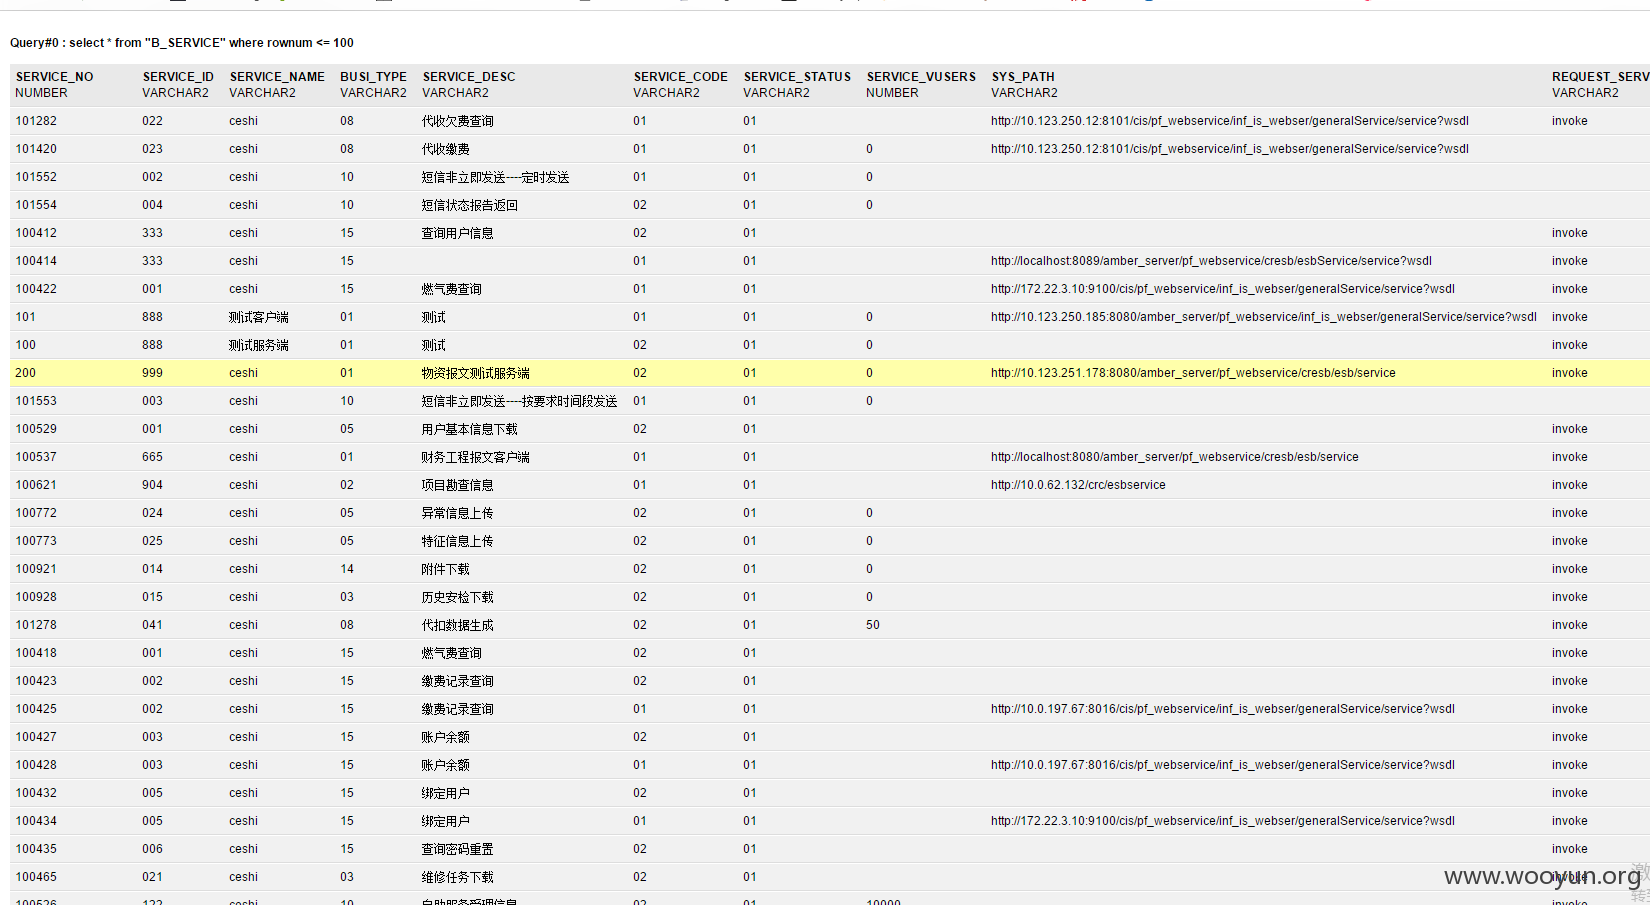 Query#0 : select * from "B_SERVICE" where rownum <= 100
SERVICE_NO SERVICE_ID SERVICE_NAME BUSI_TYPE SERVICE_DESC SERVICE_CODE SERVICE_STATUS SERVICE_VUSERS SYS_PATH REQUEST_SERV
NUMBER VARCHAR2 VARCHAR2 VARCHAR2 VARCHAR2 VARCHAR2 VARCHAR2 NUMBER VARCHAR2 VARCHAR2
101282 022 ceshi 08 代收欠费查询 01 01 http://10.123.250.12:8101/cis/pf_webservice/inf_is_webser/generalService/service?wsdl invoke
101420 023 ceshi 08 代收缴费 01 01 0 http://10.123.250.12:8101/cis/pf_webservice/inf_is_webser/generalService/service?wsdl
101552 002 ceshi 10 短信非立即发送----定时发送 01 01 0
101554 004 ceshi 10 短信状态报告返回 02 01 0
100412 333 ceshi 15 查询用户信息 02 01 invoke
100414 333 ceshi 15 01 01 http://localhost:8089/amber_server/pf_webservice/cresb/esbService/service?wsdl invoke
100422 001 ceshi 15 燃气费查询 01 01 http://172.22.3.10:9100/cis/pf_webservice/inf_is_webser/generalService/service?wsdl invoke
101 888 测试客户端 01 测试 01 01 0 http://10.123.250.185:8080/amber_server/pf_webservice/inf_is_webser/generalService/service?wsdl invoke
100 888 测试服务端 01 测试 02 01 0 invoke
200 999 ceshi 01 物资报文测试服务端 02 01 0 http://10.123.251.178:8080/amber_server/pf_webservice/cresb/esb/service invoke
101553 003 ceshi 10 短信非立即发送----按要求时间段发送 01 01 0
100529 001 ceshi 05 用户基本信息下载 02 01 invoke
100537 665 ceshi 01 财务工程报文客户端 01 01 http://localhost:8080/amber_server/pf_webservice/cresb/esb/service invoke
100621 904 ceshi 02 项目勘查信息 01 01 http://10.0.62.132/crc/esbservice invoke
100772 024 ceshi 05 异常信息上传 02 01 0 invoke
100773 025 ceshi 05 特征信息上传 02 01 0 invoke
100921 014 ceshi 14 附件下载 02 01 0 invoke
100928 015 ceshi 03 历史安检下载 02 01 0 invoke
101278 041 ceshi 08 代扣数据生成 02 01 50 invoke
100418 001 ceshi 15 燃气费查询 02 01 invoke
100423 002 ceshi 15 缴费记录查询 02 01 invoke
100425 002 ceshi 15 缴费记录查询 01 01 http://10.0.197.67:8016/cis/pf_webservice/inf_is_webser/generalService/service?wsdl invoke
100427 003 ceshi 15 账户余额 02 01 invoke
100428 003 ceshi 15 账户余额 01 01 http://10.0.197.67:8016/cis/pf_webservice/inf_is_webser/generalService/service?wsdl invoke
100432 005 ceshi 15 绑定用户 02 01 invoke
100434 005 ceshi 15 绑定用户 01 01 http://172.22.3.10:9100/cis/pf_webservice/inf_is_webser/generalService/service?wsdl invoke
100435 006 ceshi 15 查询密码重置 02 01 invoke
100465 021 ceshi 03 维修任务下载 02 01 invoke
www.wooyun.org
100526 122 ceshi 10 自助服务受理信息 02 01 10000